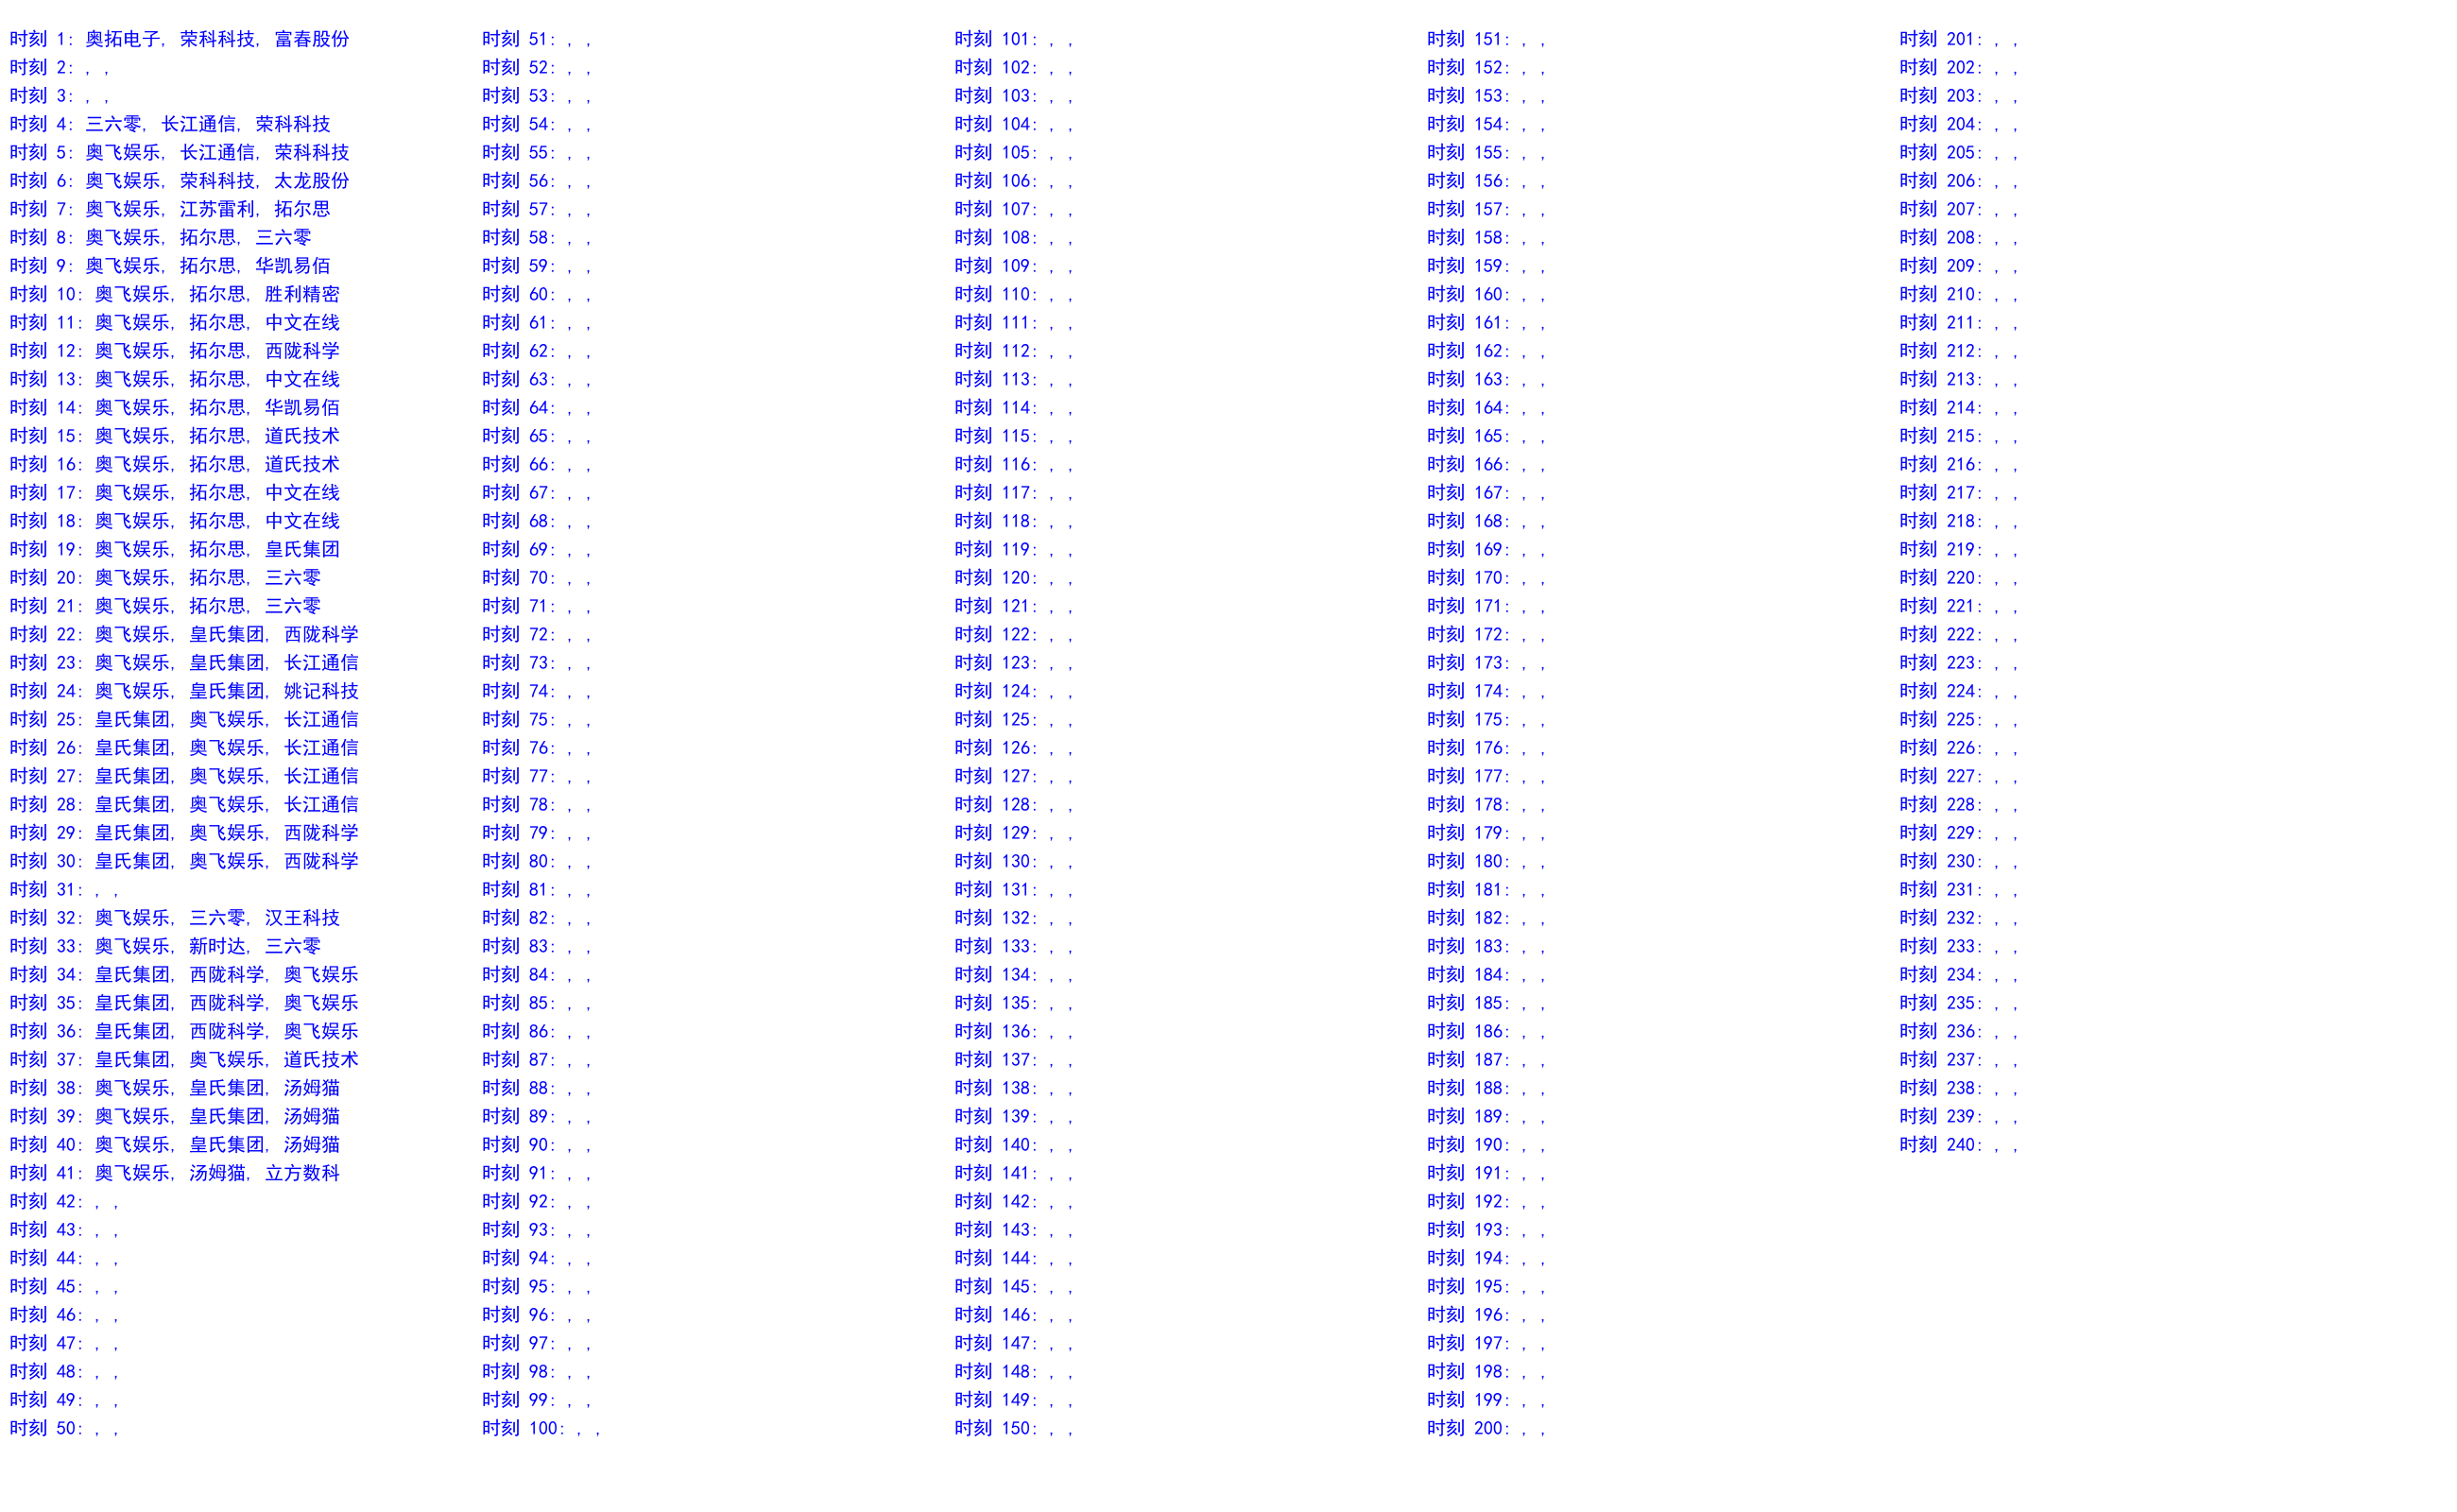 时刻 1: 奥拓电子, 荣科科技, 富春股份
时刻 2: , ,
时刻 3: , ,
时刻 4: 三六零, 长江通信, 荣科科技
时刻 5: 奥飞娱乐, 长江通信, 荣科科技
时刻 6: 奥飞娱乐, 荣科科技, 太龙股份
时刻 7: 奥飞娱乐, 江苏雷利, 拓尔思
时刻 8: 奥飞娱乐, 拓尔思, 三六零
时刻 9: 奥飞娱乐, 拓尔思, 华凯易佰
时刻 10: 奥飞娱乐, 拓尔思, 胜利精密
时刻 11: 奥飞娱乐, 拓尔思, 中文在线
时刻 12: 奥飞娱乐, 拓尔思, 西陇科学
时刻 13: 奥飞娱乐, 拓尔思, 中文在线
时刻 14: 奥飞娱乐, 拓尔思, 华凯易佰
时刻 15: 奥飞娱乐, 拓尔思, 道氏技术
时刻 16: 奥飞娱乐, 拓尔思, 道氏技术
时刻 17: 奥飞娱乐, 拓尔思, 中文在线
时刻 18: 奥飞娱乐, 拓尔思, 中文在线
时刻 19: 奥飞娱乐, 拓尔思, 皇氏集团
时刻 20: 奥飞娱乐, 拓尔思, 三六零
时刻 21: 奥飞娱乐, 拓尔思, 三六零
时刻 22: 奥飞娱乐, 皇氏集团, 西陇科学
时刻 23: 奥飞娱乐, 皇氏集团, 长江通信
时刻 24: 奥飞娱乐, 皇氏集团, 姚记科技
时刻 25: 皇氏集团, 奥飞娱乐, 长江通信
时刻 26: 皇氏集团, 奥飞娱乐, 长江通信
时刻 27: 皇氏集团, 奥飞娱乐, 长江通信
时刻 28: 皇氏集团, 奥飞娱乐, 长江通信
时刻 29: 皇氏集团, 奥飞娱乐, 西陇科学
时刻 30: 皇氏集团, 奥飞娱乐, 西陇科学
时刻 31: , ,
时刻 32: 奥飞娱乐, 三六零, 汉王科技
时刻 33: 奥飞娱乐, 新时达, 三六零
时刻 34: 皇氏集团, 西陇科学, 奥飞娱乐
时刻 35: 皇氏集团, 西陇科学, 奥飞娱乐
时刻 36: 皇氏集团, 西陇科学, 奥飞娱乐
时刻 37: 皇氏集团, 奥飞娱乐, 道氏技术
时刻 38: 奥飞娱乐, 皇氏集团, 汤姆猫
时刻 39: 奥飞娱乐, 皇氏集团, 汤姆猫
时刻 40: 奥飞娱乐, 皇氏集团, 汤姆猫
时刻 41: 奥飞娱乐, 汤姆猫, 立方数科
时刻 42: , ,
时刻 43: , ,
时刻 44: , ,
时刻 45: , ,
时刻 46: , ,
时刻 47: , ,
时刻 48: , ,
时刻 49: , ,
时刻 50: , ,
时刻 51: , ,
时刻 52: , ,
时刻 53: , ,
时刻 54: , ,
时刻 55: , ,
时刻 56: , ,
时刻 57: , ,
时刻 58: , ,
时刻 59: , ,
时刻 60: , ,
时刻 61: , ,
时刻 62: , ,
时刻 63: , ,
时刻 64: , ,
时刻 65: , ,
时刻 66: , ,
时刻 67: , ,
时刻 68: , ,
时刻 69: , ,
时刻 70: , ,
时刻 71: , ,
时刻 72: , ,
时刻 73: , ,
时刻 74: , ,
时刻 75: , ,
时刻 76: , ,
时刻 77: , ,
时刻 78: , ,
时刻 79: , ,
时刻 80: , ,
时刻 81: , ,
时刻 82: , ,
时刻 83: , ,
时刻 84: , ,
时刻 85: , ,
时刻 86: , ,
时刻 87: , ,
时刻 88: , ,
时刻 89: , ,
时刻 90: , ,
时刻 91: , ,
时刻 92: , ,
时刻 93: , ,
时刻 94: , ,
时刻 95: , ,
时刻 96: , ,
时刻 97: , ,
时刻 98: , ,
时刻 99: , ,
时刻 100: , ,
时刻 101: , ,
时刻 102: , ,
时刻 103: , ,
时刻 104: , ,
时刻 105: , ,
时刻 106: , ,
时刻 107: , ,
时刻 108: , ,
时刻 109: , ,
时刻 110: , ,
时刻 111: , ,
时刻 112: , ,
时刻 113: , ,
时刻 114: , ,
时刻 115: , ,
时刻 116: , ,
时刻 117: , ,
时刻 118: , ,
时刻 119: , ,
时刻 120: , ,
时刻 121: , ,
时刻 122: , ,
时刻 123: , ,
时刻 124: , ,
时刻 125: , ,
时刻 126: , ,
时刻 127: , ,
时刻 128: , ,
时刻 129: , ,
时刻 130: , ,
时刻 131: , ,
时刻 132: , ,
时刻 133: , ,
时刻 134: , ,
时刻 135: , ,
时刻 136: , ,
时刻 137: , ,
时刻 138: , ,
时刻 139: , ,
时刻 140: , ,
时刻 141: , ,
时刻 142: , ,
时刻 143: , ,
时刻 144: , ,
时刻 145: , ,
时刻 146: , ,
时刻 147: , ,
时刻 148: , ,
时刻 149: , ,
时刻 150: , ,
时刻 151: , ,
时刻 152: , ,
时刻 153: , ,
时刻 154: , ,
时刻 155: , ,
时刻 156: , ,
时刻 157: , ,
时刻 158: , ,
时刻 159: , ,
时刻 160: , ,
时刻 161: , ,
时刻 162: , ,
时刻 163: , ,
时刻 164: , ,
时刻 165: , ,
时刻 166: , ,
时刻 167: , ,
时刻 168: , ,
时刻 169: , ,
时刻 170: , ,
时刻 171: , ,
时刻 172: , ,
时刻 173: , ,
时刻 174: , ,
时刻 175: , ,
时刻 176: , ,
时刻 177: , ,
时刻 178: , ,
时刻 179: , ,
时刻 180: , ,
时刻 181: , ,
时刻 182: , ,
时刻 183: , ,
时刻 184: , ,
时刻 185: , ,
时刻 186: , ,
时刻 187: , ,
时刻 188: , ,
时刻 189: , ,
时刻 190: , ,
时刻 191: , ,
时刻 192: , ,
时刻 193: , ,
时刻 194: , ,
时刻 195: , ,
时刻 196: , ,
时刻 197: , ,
时刻 198: , ,
时刻 199: , ,
时刻 200: , ,
时刻 201: , ,
时刻 202: , ,
时刻 203: , ,
时刻 204: , ,
时刻 205: , ,
时刻 206: , ,
时刻 207: , ,
时刻 208: , ,
时刻 209: , ,
时刻 210: , ,
时刻 211: , ,
时刻 212: , ,
时刻 213: , ,
时刻 214: , ,
时刻 215: , ,
时刻 216: , ,
时刻 217: , ,
时刻 218: , ,
时刻 219: , ,
时刻 220: , ,
时刻 221: , ,
时刻 222: , ,
时刻 223: , ,
时刻 224: , ,
时刻 225: , ,
时刻 226: , ,
时刻 227: , ,
时刻 228: , ,
时刻 229: , ,
时刻 230: , ,
时刻 231: , ,
时刻 232: , ,
时刻 233: , ,
时刻 234: , ,
时刻 235: , ,
时刻 236: , ,
时刻 237: , ,
时刻 238: , ,
时刻 239: , ,
时刻 240: , ,